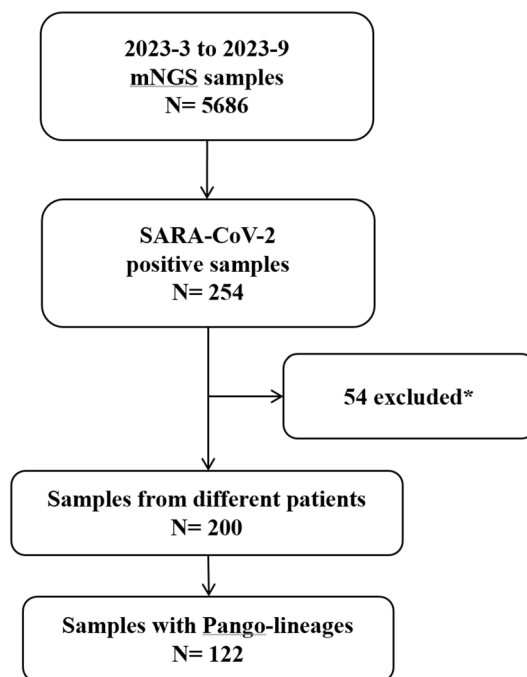 2023-3 to 2023-9
mNGS samples
N= 5686
SARA-CoV-2
positive samples
N= 254
54 excluded*
Samples from different patients
N= 200
Samples with Pango-lineages
N= 122